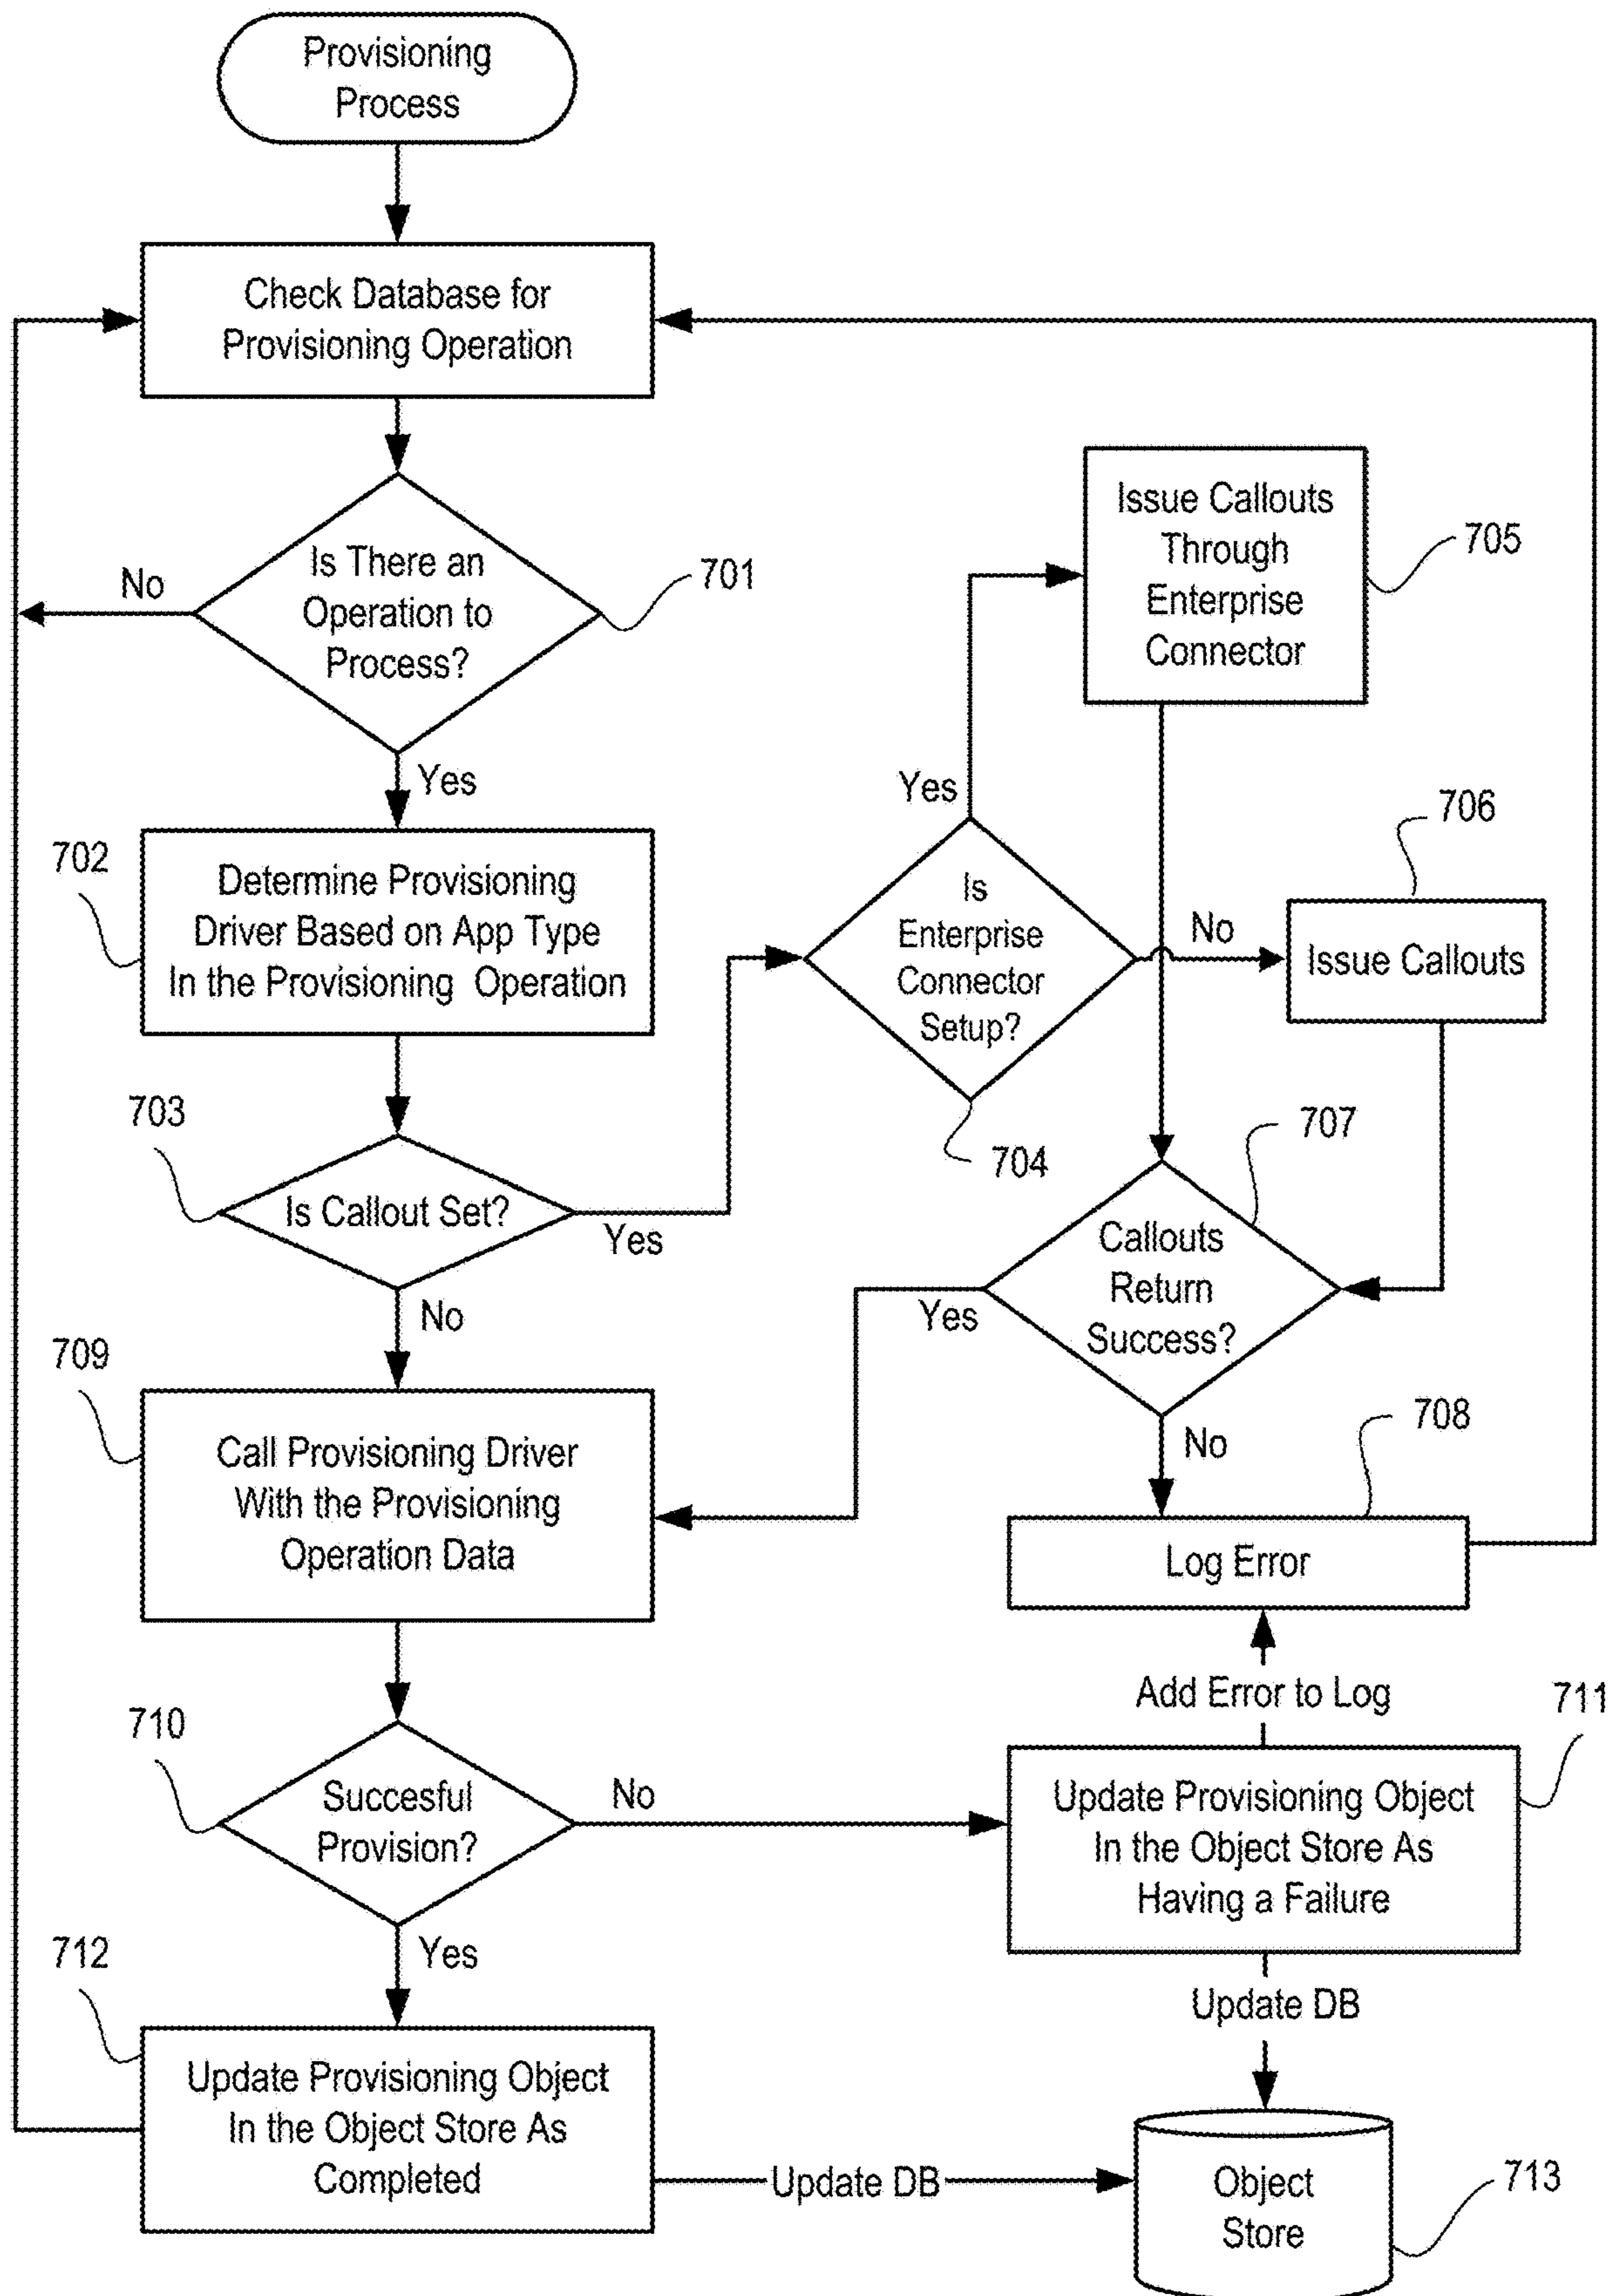 Provisioning
Process
Check Database for
Provisioning Operation
Is There an
Operation to
Process?
701
No
Yes
702
Determine Provisioning
Driver Based on App Type
In the Provisioning Operation
703
Is Callout Set?
Yes
No
Is
Enterprise
Connector
Setup?
704
Yes
No
Issue Callouts
Through
Enterprise
Connector
705
706
Issue Callouts
707
Callouts
Return
Success?
Yes
No
708
Log Error
709
Call Provisioning Driver
With the Provisioning
Operation Data
710
Succesful
Provision?
No
Yes
Add Error to Log
711
Update Provisioning Object
In the Object Store As
Having a Failure
Update DB
712
Update Provisioning Object
In the Object Store As
Completed
Update DB
Object
Store
713